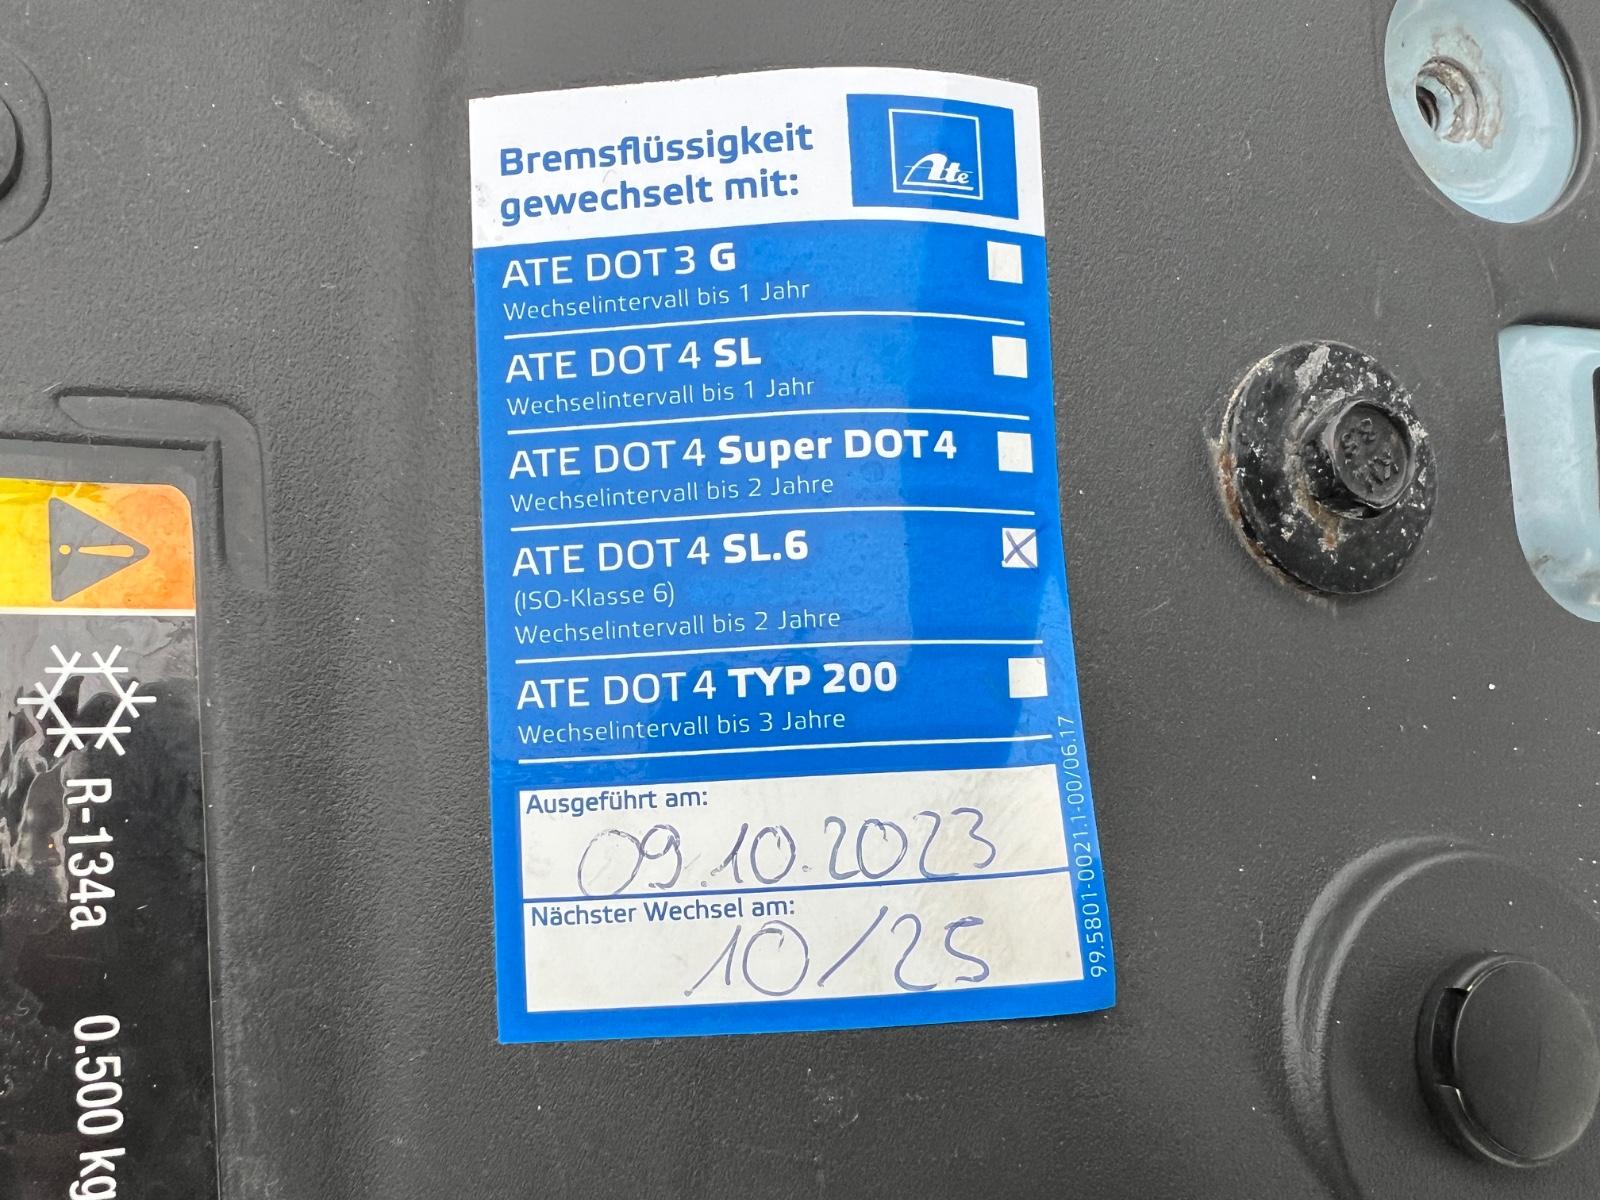 Bremsflüssigkeit
gewechselt mit:
Ate
ATE DOT 3 G
Wechselintervall bis 1 Jahr
ATE DOT 4 SL
Wechselintervall bis 1 Jahr
ATE DOT 4 Super DOT 4
Wechselintervall bis 2 Jahre
ATE DOT 4 SL.6
(ISO-Klasse 6)
Wechselintervall bis 2 Jahre
ATE DOT 4 TYP 200
Wechselintervall bis 3 Jahre
Ausgeführt am:
09.10.2023
Nächster Wechsel am:
10/25
99.5801-0021.1-00/06.17
R-134a 0.500 kg